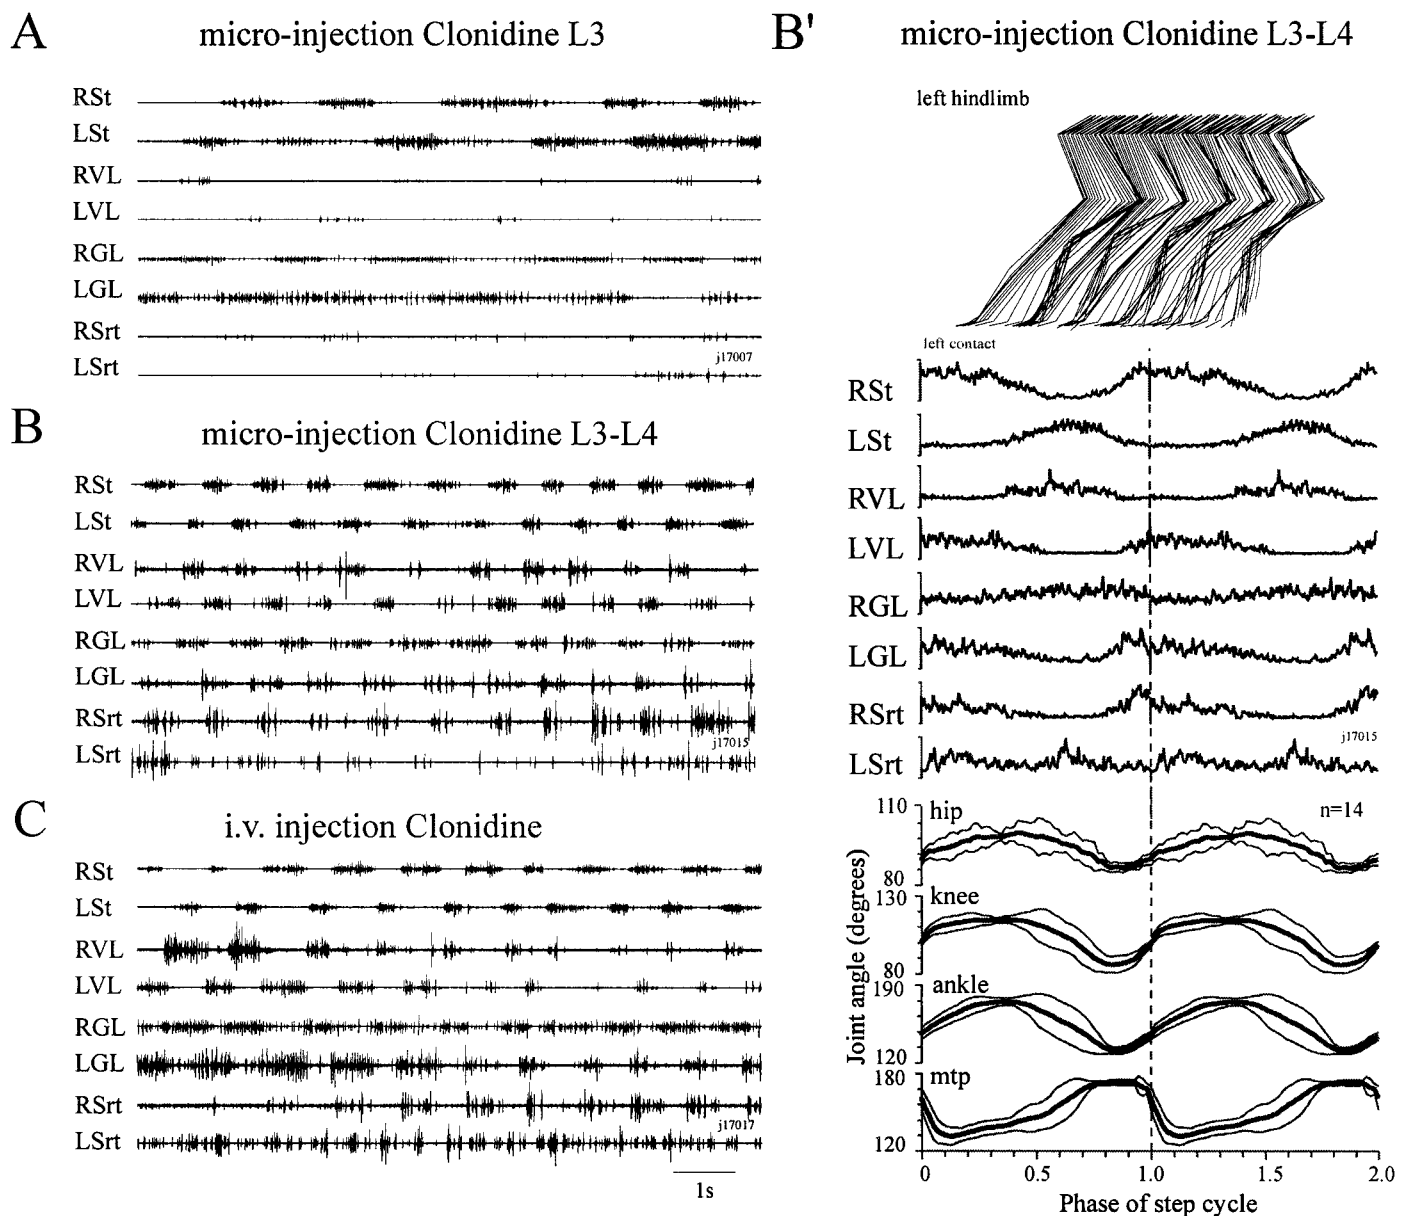 A
micro-injection Clonidine L3
RSt
LSt
RVL
LVL
RGL
LGL
RSrt
LSrt
j17007
B
micro-injection Clonidine L3-L4
RSt
LSt
RVL
LVL
RGL
LGL
RSrt
LSrt
j17015
C
i.v. injection Clonidine
RSt
LSt
RVL
LVL
RGL
LGL
RSrt
LSrt
j17017
1s
B'
micro-injection Clonidine L3-L4
left hindlimb
left contact
RSt
LSt
RVL
LVL
RGL
LGL
RSrt
LSrt
j17015
Joint angle (degrees)
110
hip
n=14
80
130
knee
80
190
ankle
120
180
mtp
120
0 0.5 1.0 1.5 2.0
Phase of step cycle